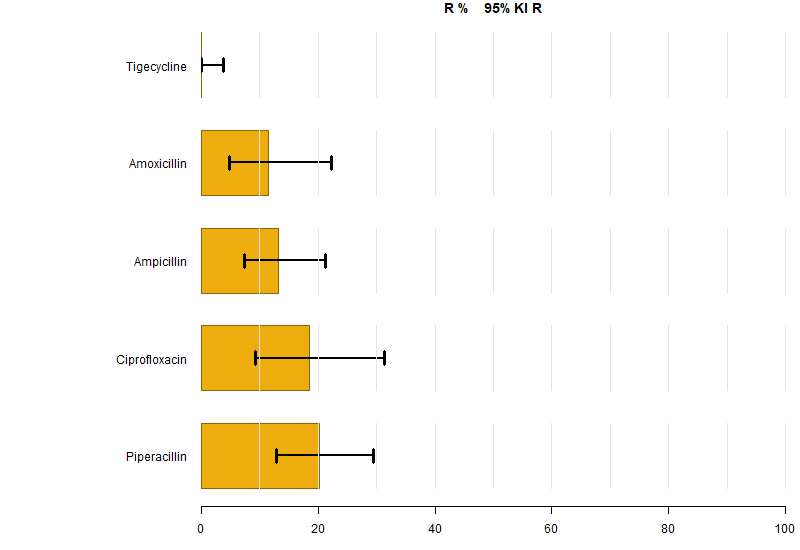 R % 95% KI R
Tigecycline
Amoxicillin
Ampicillin
Ciprofloxacin
Piperacillin
0 20 40 60 80 100